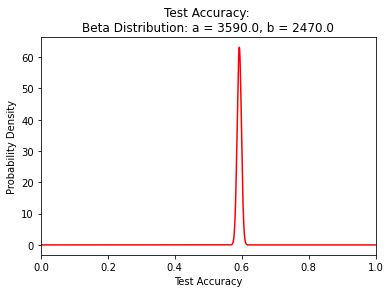 Test Accuracy:
Beta Distribution: a = 3590.0, b = 2470.0
Probability Density
60
50
40
30
20
10
0
0.0 0.2 0.4 0.6 0.8 1.0
Test Accuracy